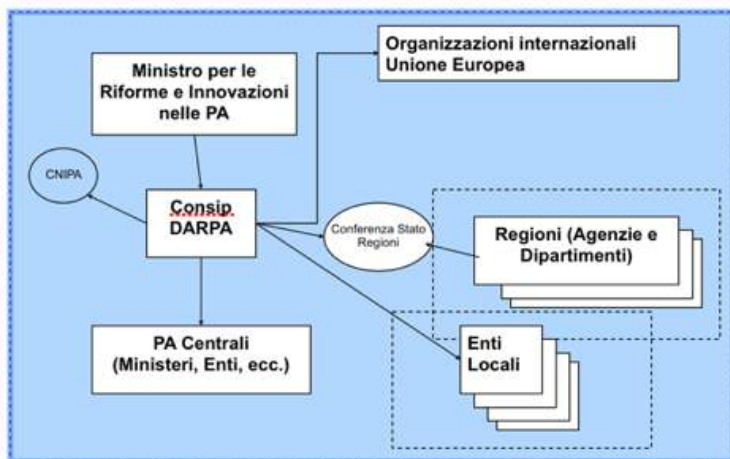 Organizzazioni internazionali
Unione Europea
Ministro per le
Riforme e Innovazioni
nelle PA
CNIPA
Consip
DARPA
Conferenza Stato
Regioni
Regioni (Agenzie e
Dipartimenti)
PA Centrali
(Ministeri, Enti, ecc.)
Enti
Locali